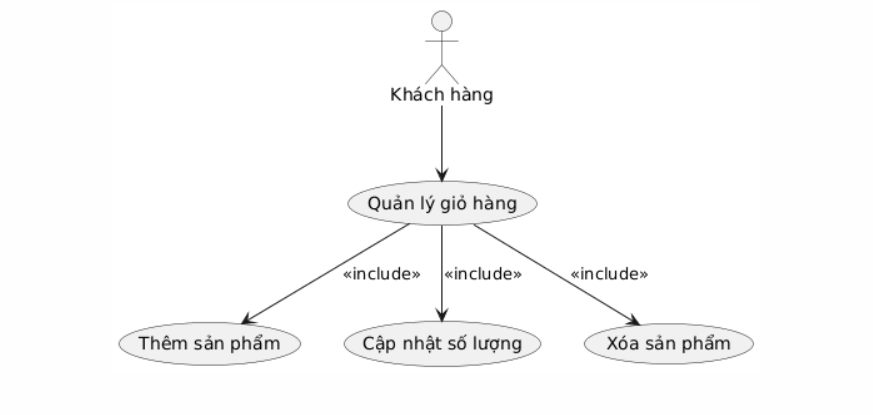 Khách hàng
Quản lý giỏ hàng
«include» «include» «include»
Thêm sản phẩm Cập nhật số lượng Xóa sản phẩm